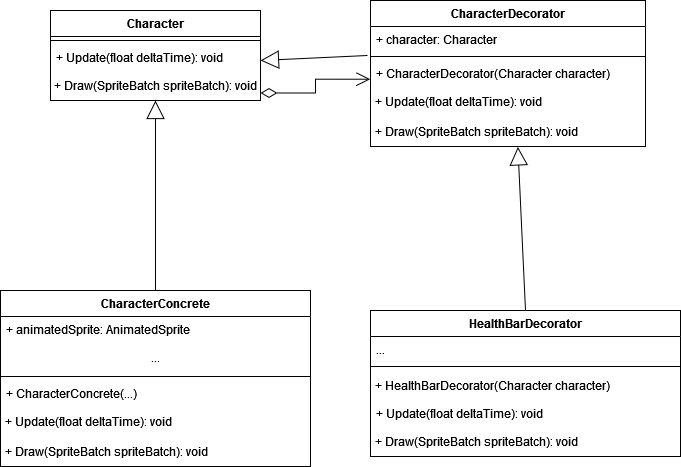 Character
+ Update(float deltaTime): void
+ Draw(SpriteBatch spriteBatch): void
CharacterDecorator
+ character: Character
+ CharacterDecorator(Character character)
+ Update(float deltaTime): void
+ Draw(SpriteBatch spriteBatch): void
CharacterConcrete
+ animatedSprite: AnimatedSprite
...
+ CharacterConcrete(...)
+ Update(float deltaTime): void
+ Draw(SpriteBatch spriteBatch): void
HealthBarDecorator
...
+ HealthBarDecorator(Character character)
+ Update(float deltaTime): void
+ Draw(SpriteBatch spriteBatch): void